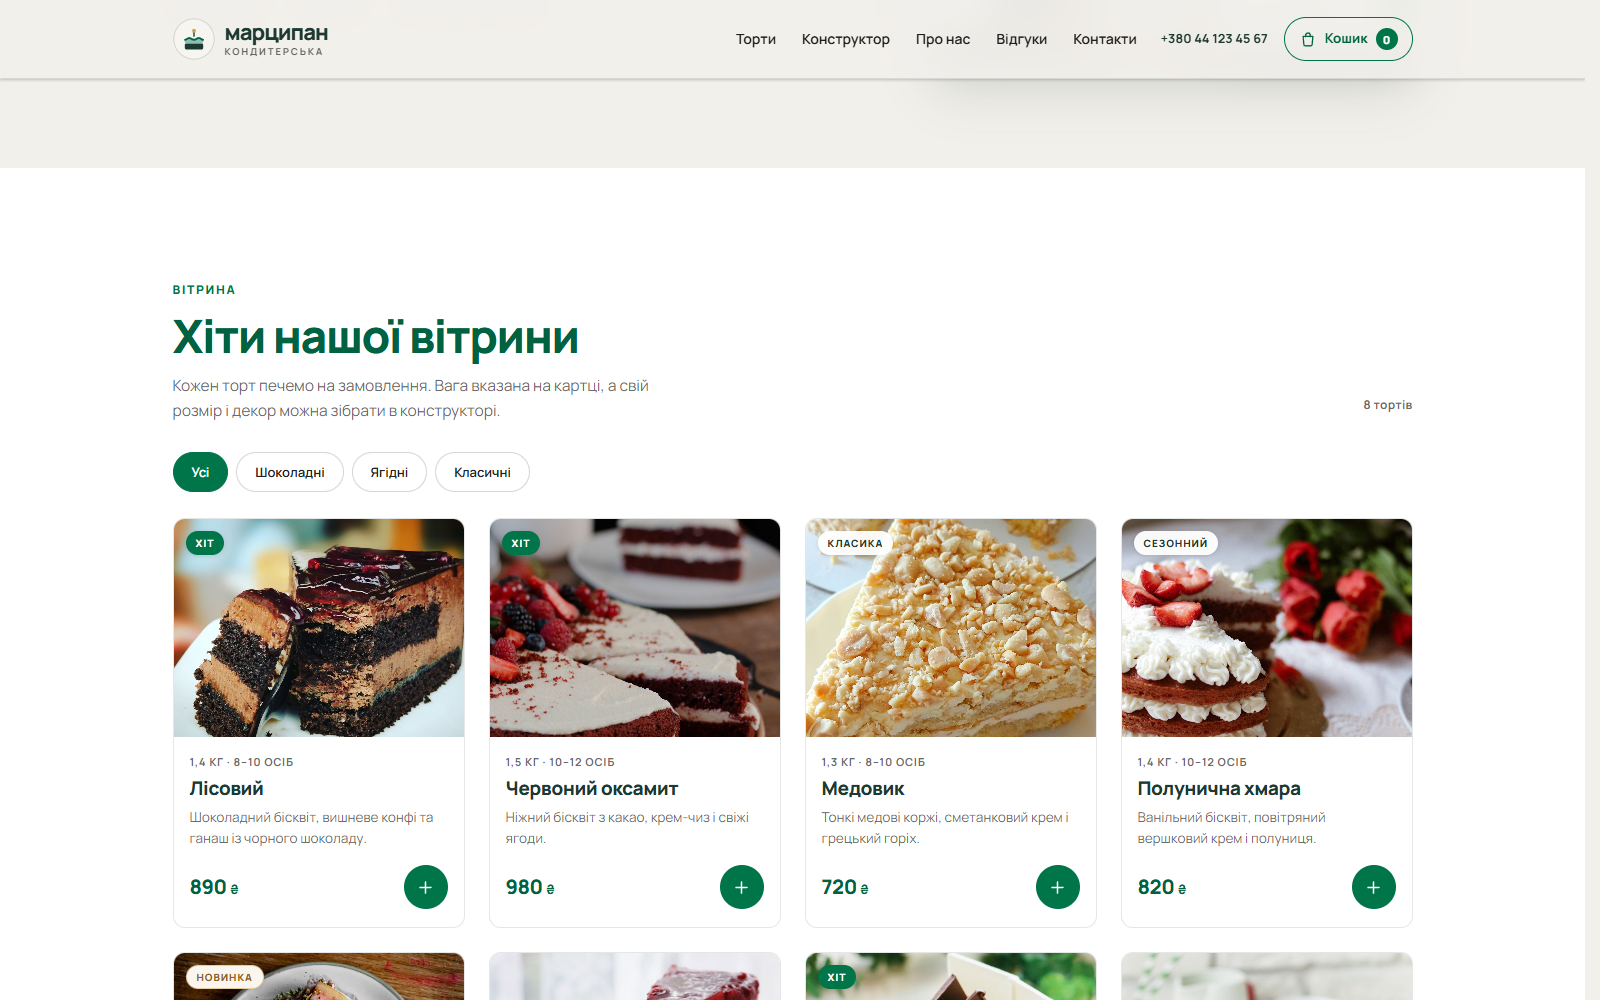 марципан
КОНДИТЕРСЬКА
Торти
Конструктор
Про нас
Відгуки
Контакти
+380 44 123 45 67
Кошик
0
ВІТРИНА
Хіти нашої вітрини
Кожен торт печемо на замовлення. Вага вказана на картці, а свій
розмір і декор можна зібрати в конструкторі.
8 тортів
Усі
Шоколадні
Ягідні
Класичні
ХІТ
1,4 КГ · 8–10 ОСІБ
Лісовий
Шоколадний бісквіт, вишневе конфі та
ганаш із чорного шоколаду.
890 ₴
+
ХІТ
1,5 КГ · 10–12 ОСІБ
Червоний оксамит
Ніжний бісквіт з какао, крем-чиз і свіжі
ягоди.
980 ₴
+
КЛАСИКА
1,3 КГ · 8–10 ОСІБ
Медовик
Тонкі медові коржі, сметанковий крем і
грецький горіх.
720 ₴
+
СЕЗОННИЙ
1,4 КГ · 10–12 ОСІБ
Полунична хмара
Ванільний бісквіт, повітряний
вершковий крем і полуниця.
820 ₴
+
НОВИНКА
ХІТ